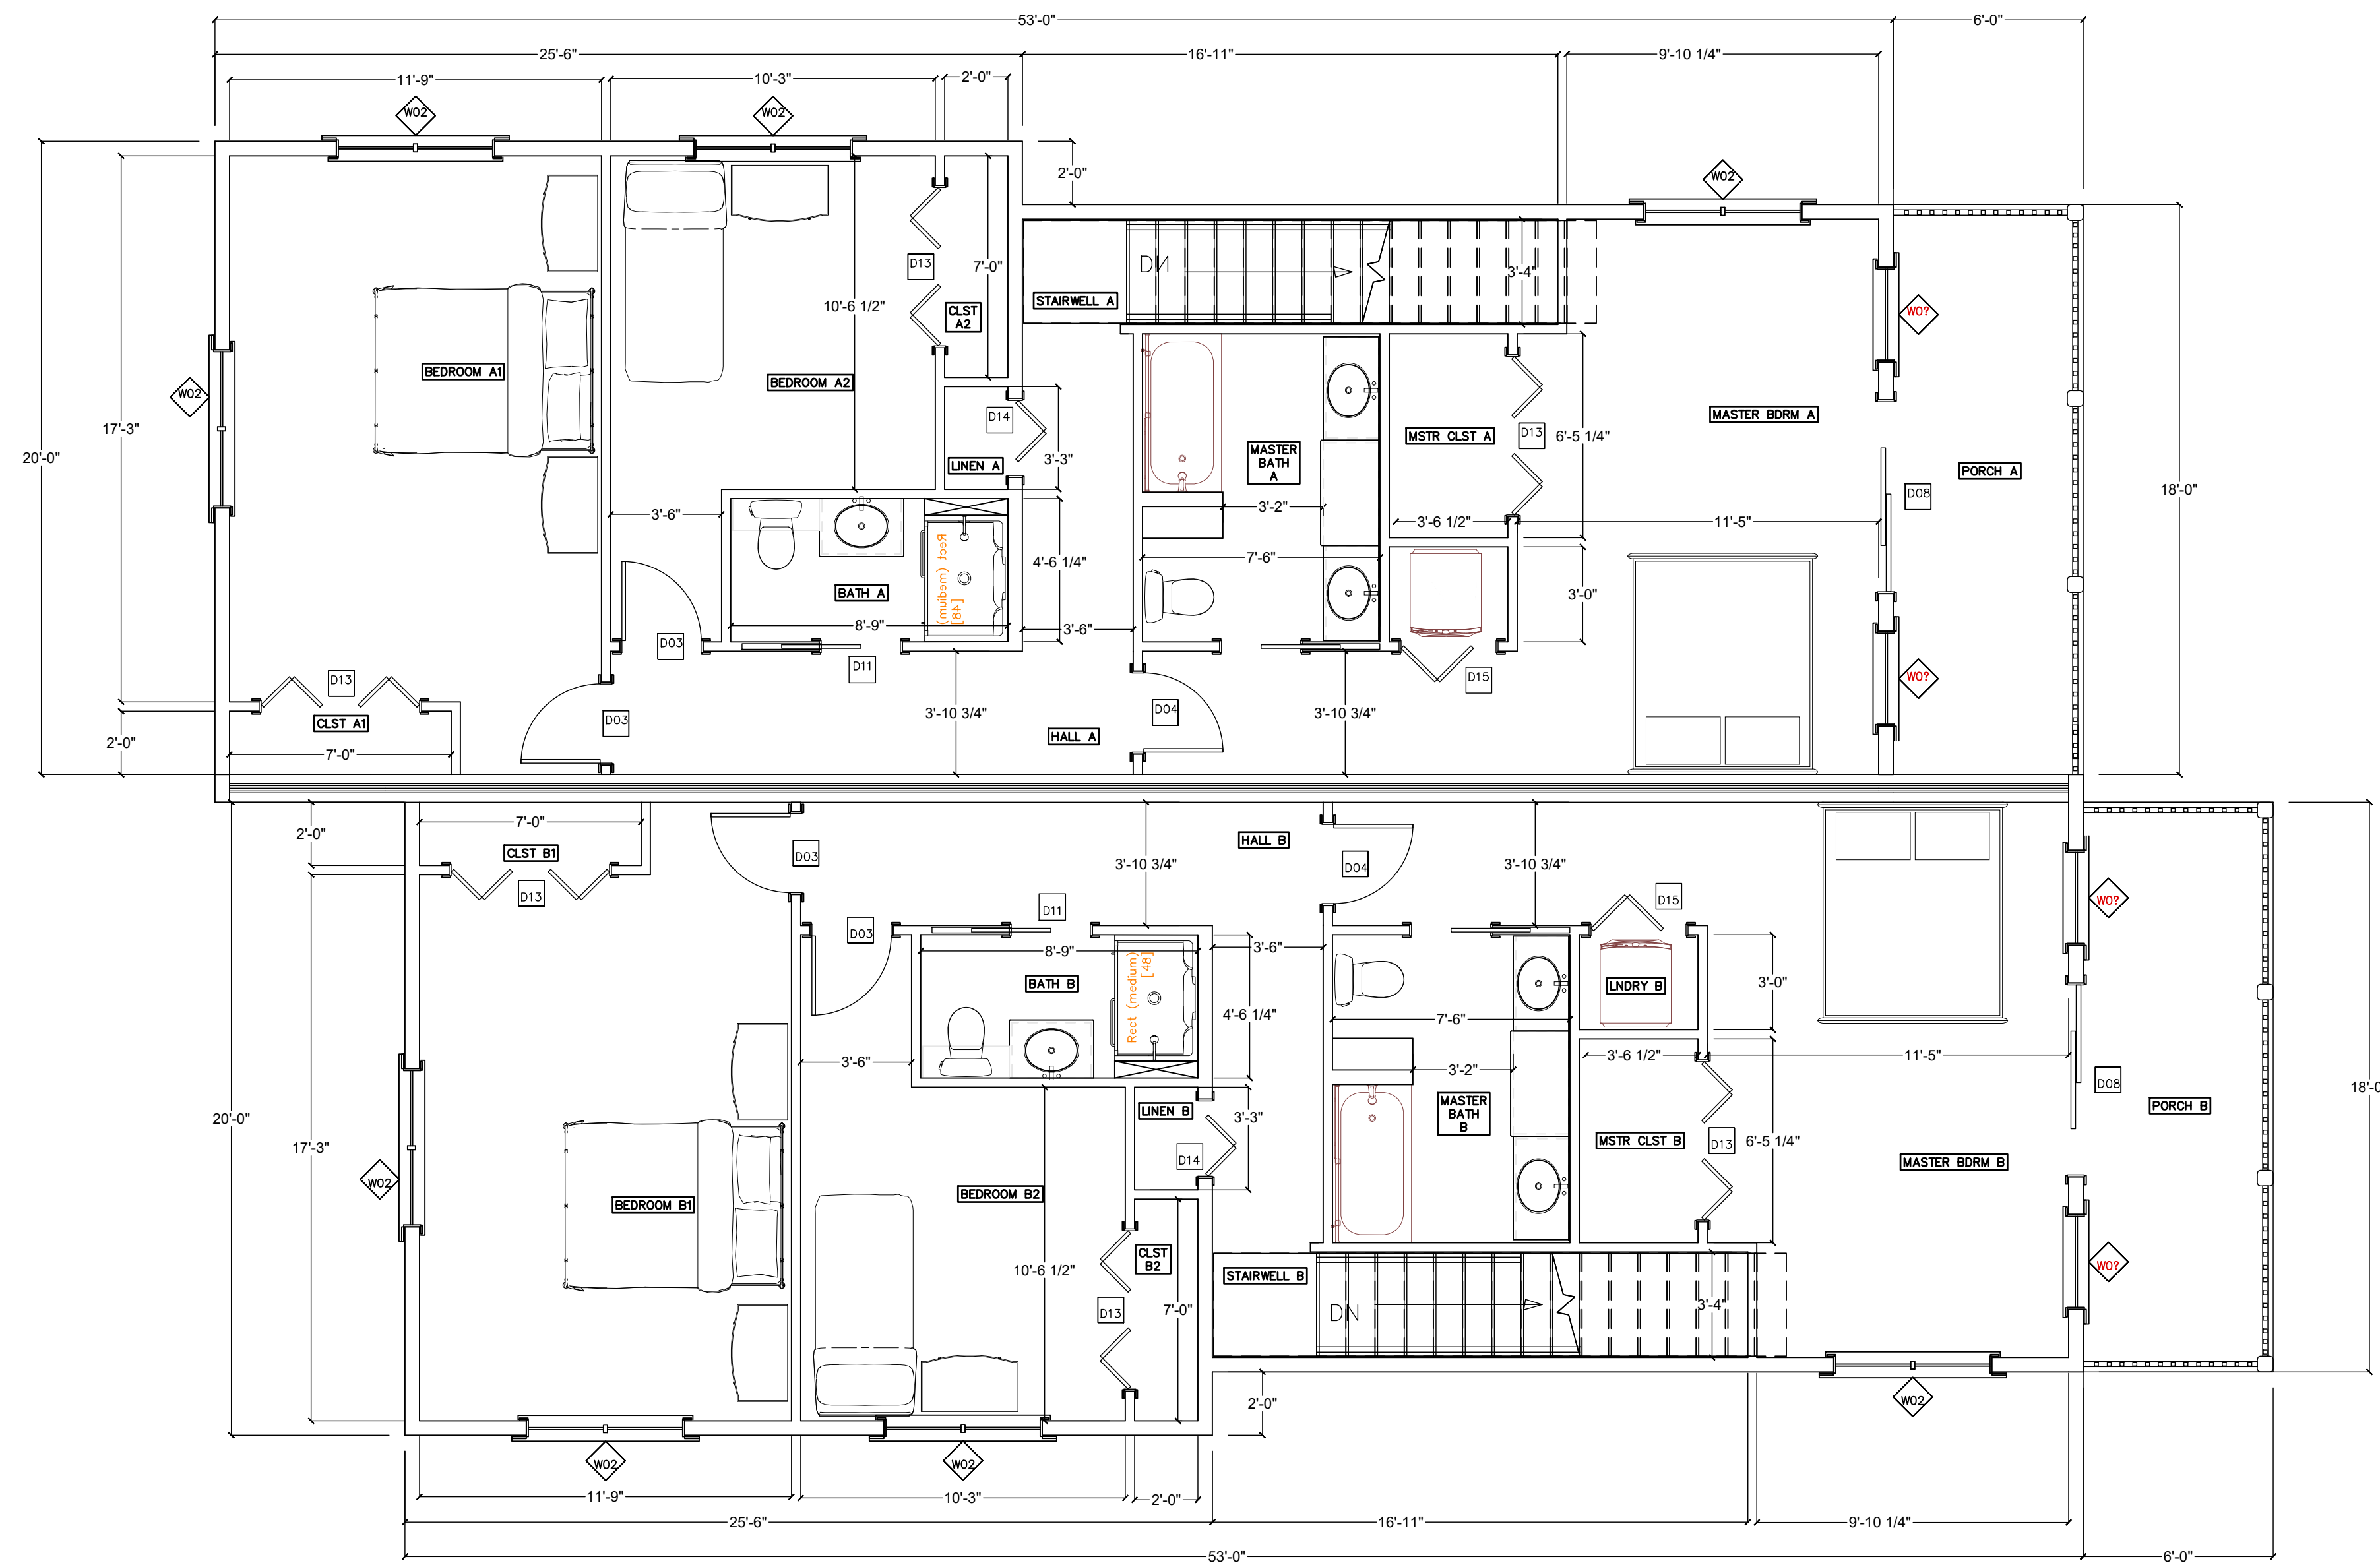 53'-0"
6'-0"
25'-6"
16'-11"
9'-10 1/4"
11'-9"
10'-3"
2'-0"
W02
W02
2'-0"
W02
D13
7'-0"
DN
3'-4"
STAIRWELL A
10'-6 1/2"
CLST
A2
WO?
BEDROOM A1
BEDROOM A2
W02
D14
MASTER BDRM A
17'-3"
20'-0"
MSTR CLST A
D13
6'-5 1/4"
LINEN A
3'-3"
MASTER
BATH
A
PORCH A
18'-0"
D08
3'-6"
3'-2"
3'-6 1/2"
11'-5"
Rect (medium)
[48]
4'-6 1/4"
7'-6"
BATH A
3'-0"
8'-9"
3'-6"
D03
D11
D15
WO?
D13
CLST A1
D03
3'-10 3/4"
D04
3'-10 3/4"
HALL A
2'-0"
7'-0"
7'-0"
2'-0"
CLST B1
D03
HALL B
3'-10 3/4"
D04
3'-10 3/4"
D13
D15
WO?
D11
D03
8'-9"
3'-6"
BATH B
Rect (medium)
[48]
LNDRY B
3'-0"
4'-6 1/4"
7'-6"
3'-6"
3'-2"
3'-6 1/2"
11'-5"
D08
18'-0
LINEN B
3'-3"
MASTER
BATH
B
PORCH B
20'-0"
17'-3"
D14
MSTR CLST B
D13
6'-5 1/4"
MASTER BDRM B
W02
BEDROOM B1
BEDROOM B2
CLST
B2
10'-6 1/2"
STAIRWELL B
WO?
D13
7'-0"
DN
3'-4"
2'-0"
W02
W02
W02
11'-9"
10'-3"
2'-0"
25'-6"
16'-11"
9'-10 1/4"
53'-0"
6'-0"